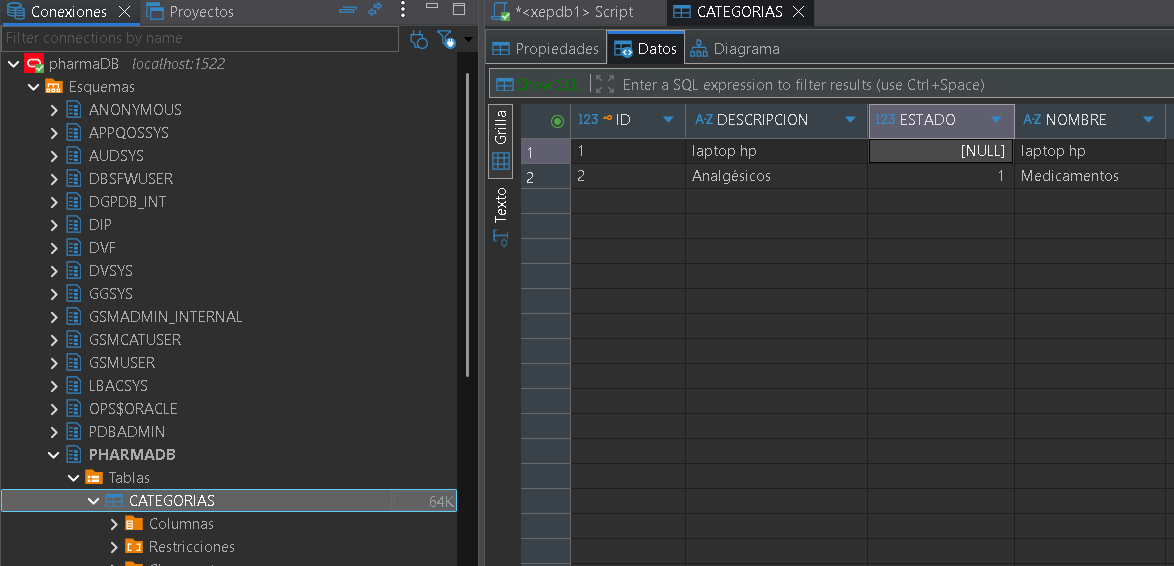 Conexiones
Proyectos
Filter connections by name
pharmaDB localhost:1522
Esquemas
ANONYMOUS
APPQOSSYS
AUDSYS
DBSFWUSER
DGPDB_INT
DIP
DVF
DVSYS
GGSYS
GSMADMIN_INTERNAL
GSMCATUSER
GSMUSER
LBACSYS
OPS$ORACLE
PDBADMIN
PHARMADB
Tablas
CATEGORIAS 64K
Columnas
Restricciones
*<xepdb1> Script
CATEGORIAS
Propiedades
Datos
Diagrama
Enter a SQL expression to filter results (use Ctrl+Space)
Grilla
Texto
123 ID A-Z DESCRIPCION 123 ESTADO A-Z NOMBRE
1 1 laptop hp [NULL] laptop hp
2 2 Analgésicos 1 Medicamentos